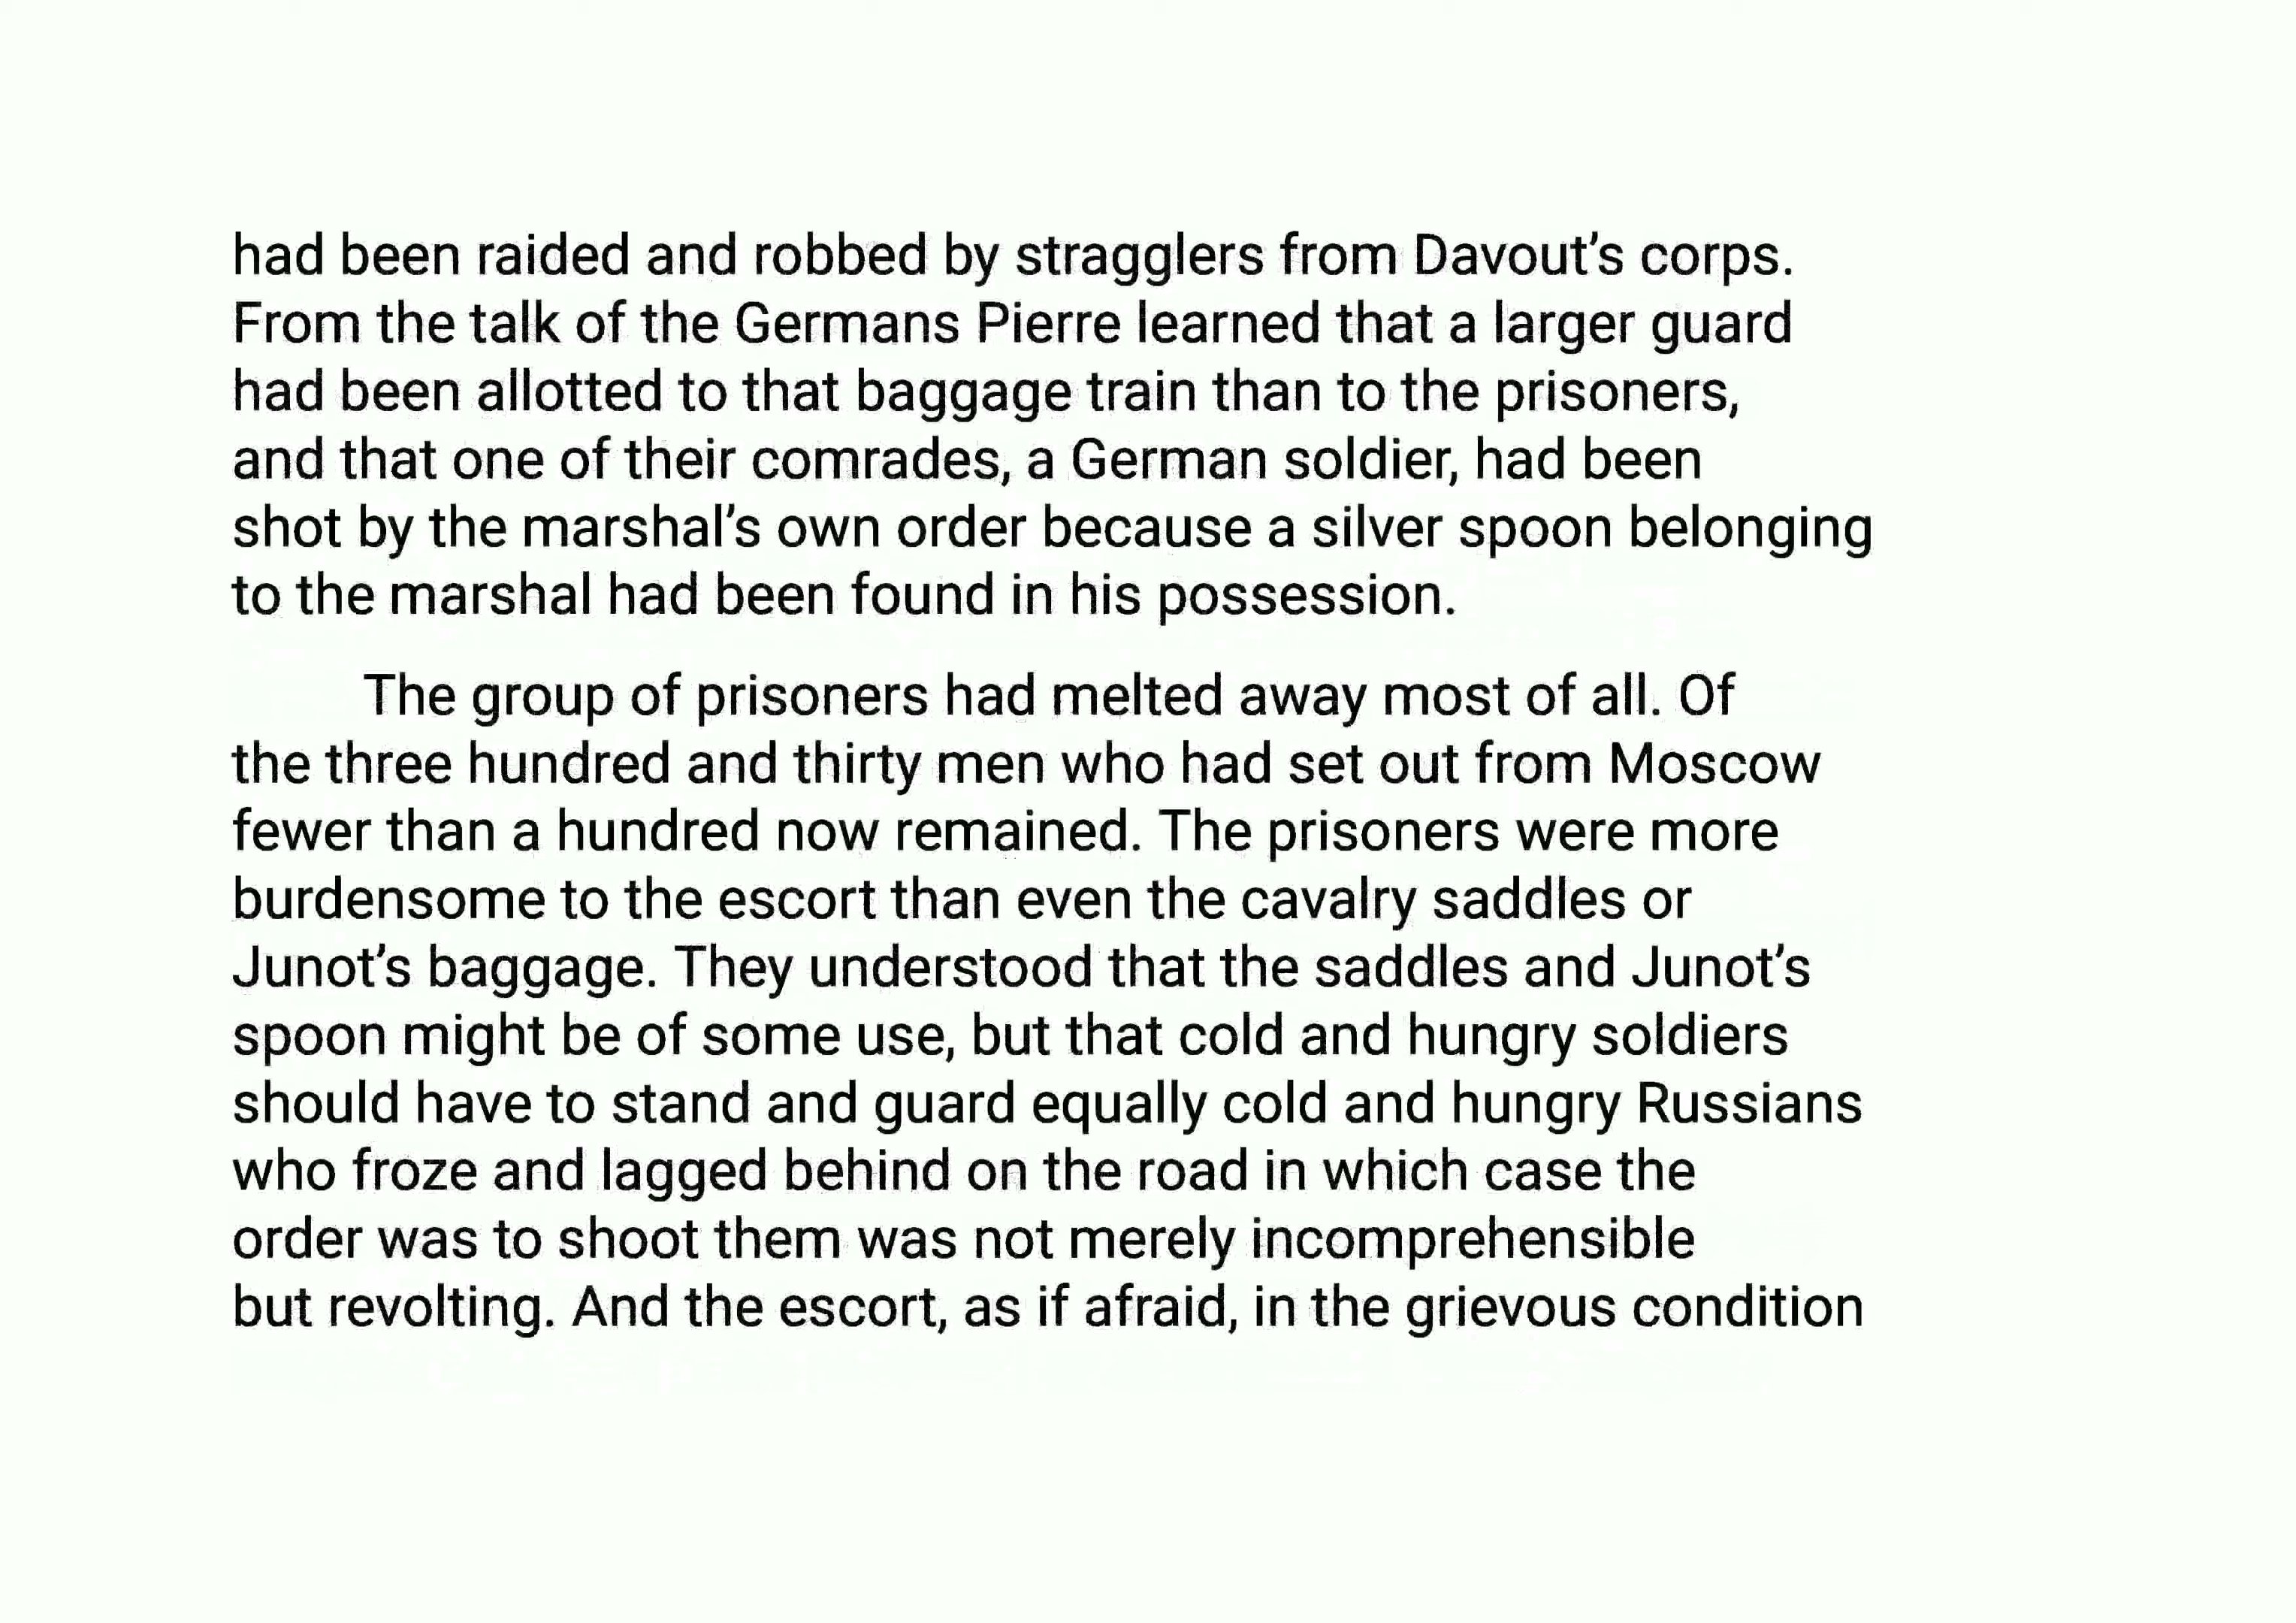 had been raided and robbed by stragglers from Davout’s corps.
From the talk of the Germans Pierre learned that a larger guard
had been allotted to that baggage train than to the prisoners,
and that one of their comrades, a German soldier, had been
shot by the marshal’s own order because a silver spoon belonging
to the marshal had been found in his possession.
The group of prisoners had melted away most of all. Of
the three hundred and thirty men who had set out from Moscow
fewer than a hundred now remained. The prisoners were more
burdensome to the escort than even the cavalry saddles or
Junot’s baggage. They understood that the saddles and Junot’s
spoon might be of some use, but that cold and hungry soldiers
should have to stand and guard equally cold and hungry Russians
who froze and lagged behind on the road in which case the
order was to shoot them was not merely incomprehensible
but revolting. And the escort, as if afraid, in the grievous condition